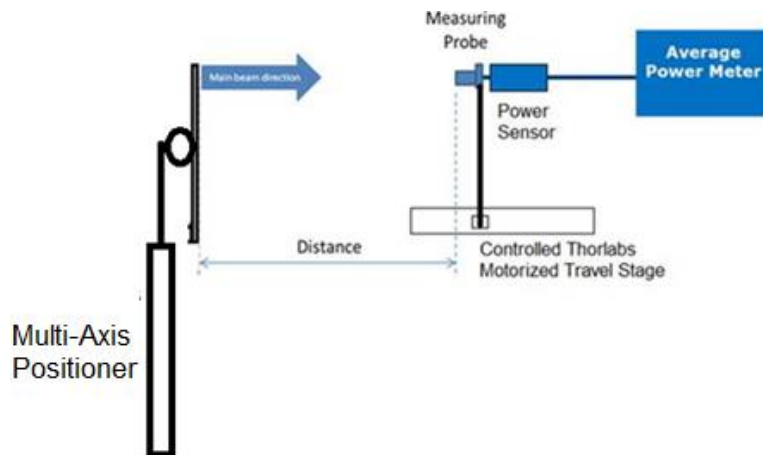 Measuring
Probe
Average
Power Meter
Main beam direction
Power
Sensor
Distance
Controlled Thorlabs
Motorized Travel Stage
Multi-Axis
Positioner